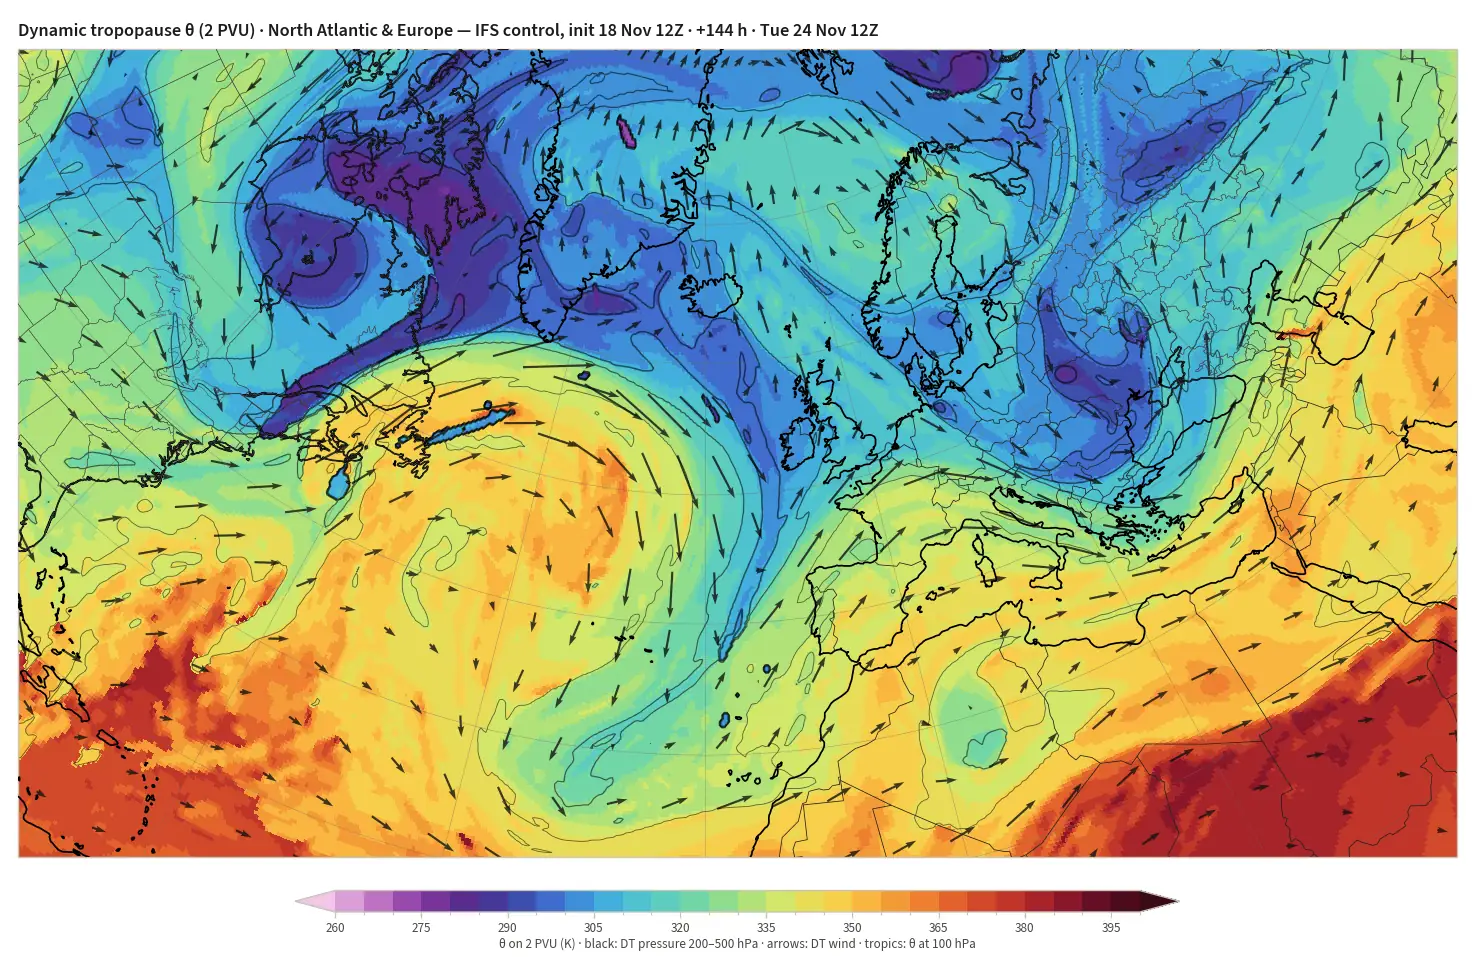 Dynamic tropopause θ (2 PVU) · North Atlantic & Europe — IFS control, init 18 Nov 12Z · +144 h · Tue 24 Nov 12Z
260 275 290 305 320 335 350 365 380 395
θ on 2 PVU (K) · black: DT pressure 200–500 hPa · arrows: DT wind · tropics: θ at 100 hPa